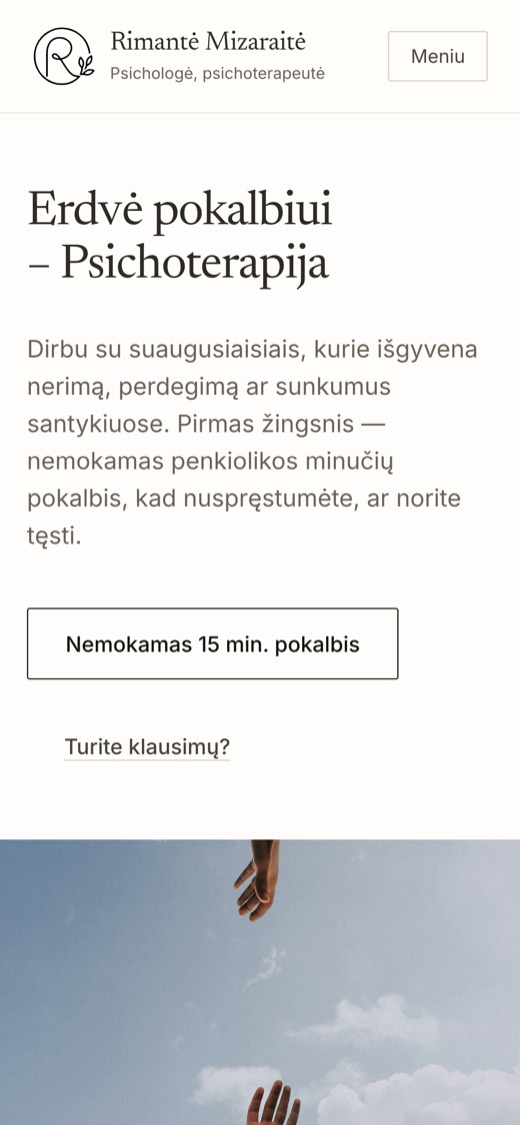 Rimantė Mizaraitė
Psichologė, psichoterapeutė
Meniu
Erdvė pokalbiui
– Psichoterapija
Dirbu su suaugusiaisiais, kurie išgyvena
nerimą, perdegimą ar sunkumus
santykiuose. Pirmas žingsnis —
nemokamas penkiolikos minučių
pokalbis, kad nuspręstumėte, ar norite
tęsti.
Nemokamas 15 min. pokalbis
Turite klausimų?